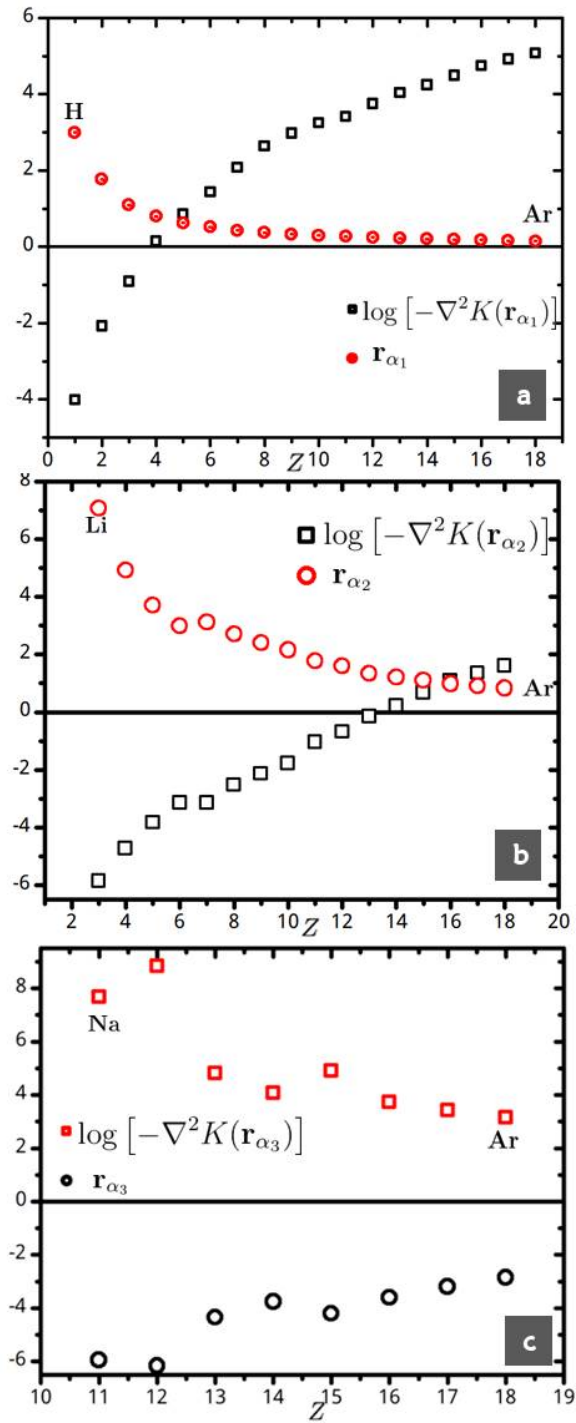 6
4
2
0
-2
-4
H
Ar
log [−∇²K(r_α₁)]
r_α₁
a
0 2 4 6 8 10 12 14 16 18
Z
8
6
4
2
0
-2
-4
-6
Li
log [−∇²K(r_α₂)]
r_α₂
Ar
b
2 4 6 8 10 12 14 16 18 20
Z
8
6
4
2
0
-2
-4
-6
Na
log [−∇²K(r_α₃)]
Ar
r_α₃
c
10 11 12 13 14 15 16 17 18 19
Z